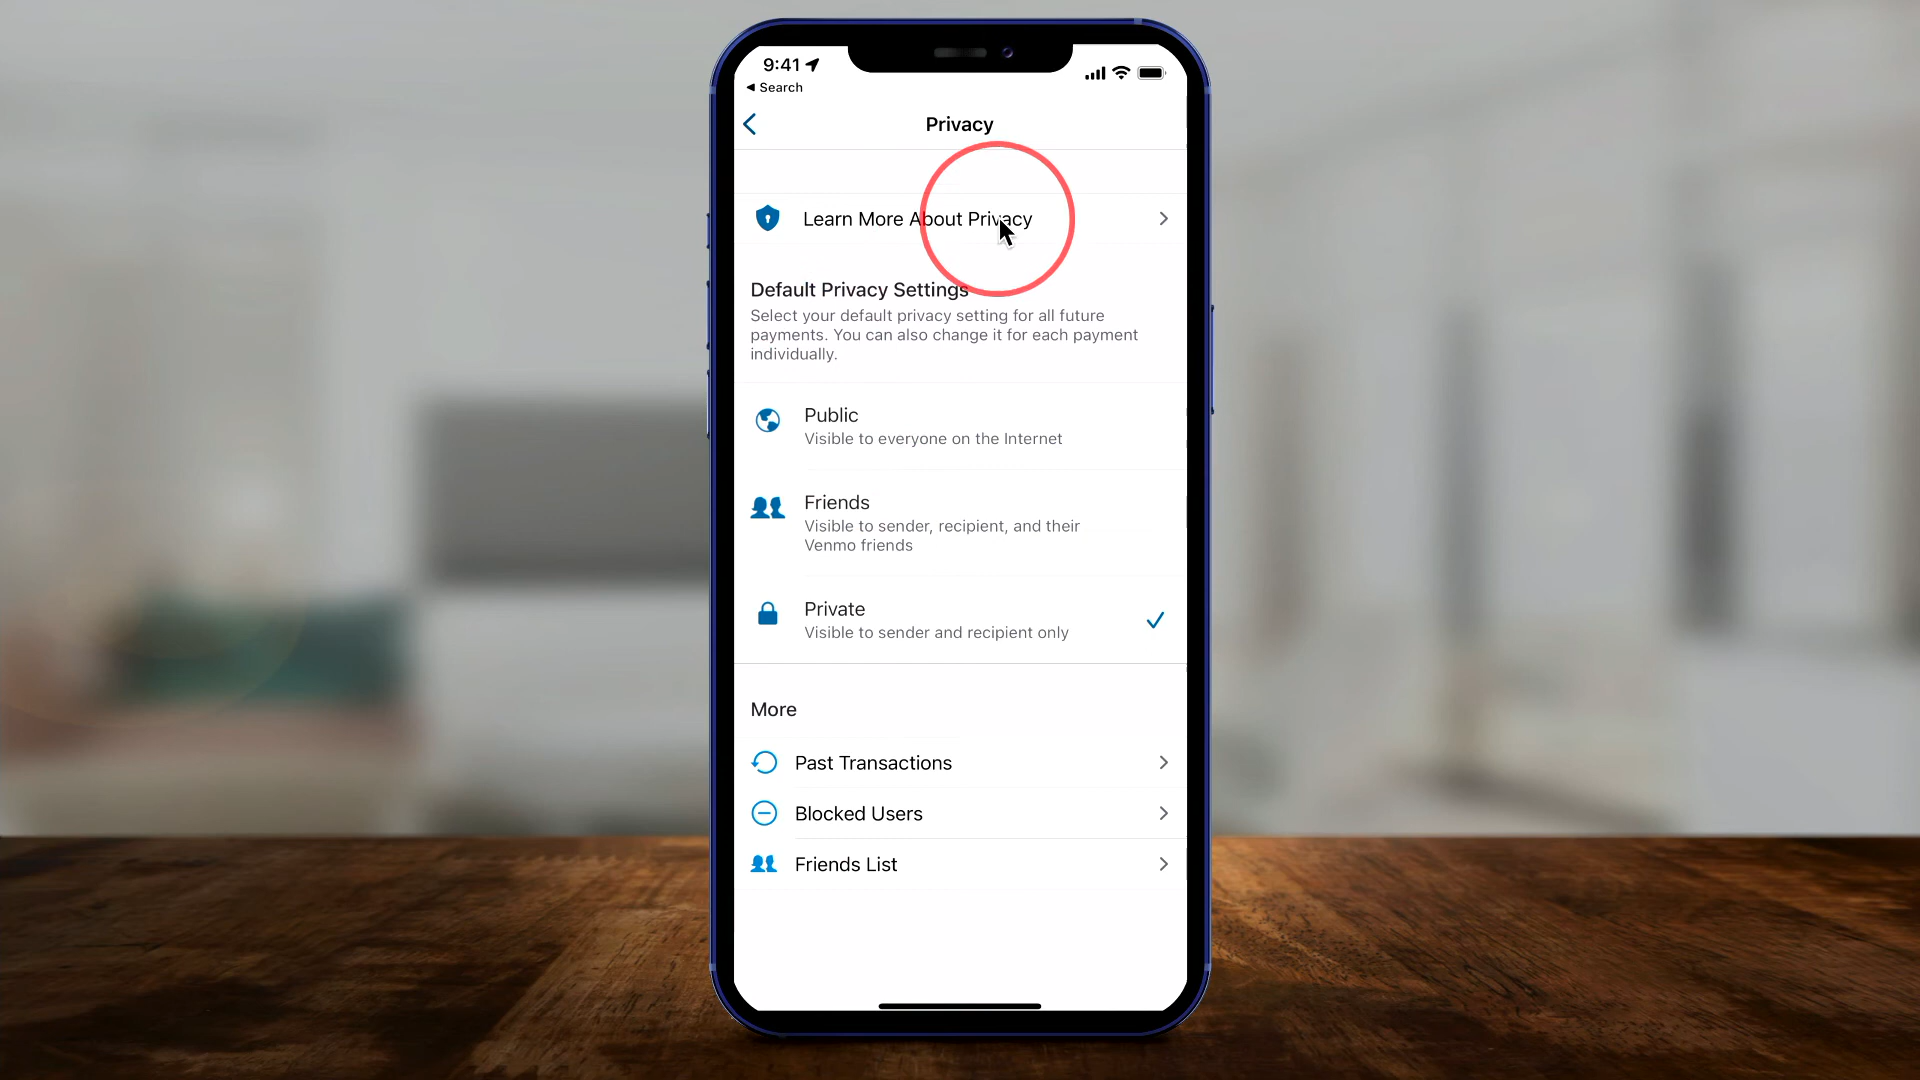 9:41
◀ Search
Privacy
Learn More About Privacy
Default Privacy Settings
Select your default privacy setting for all future
payments. You can also change it for each payment
individually.
Public
Visible to everyone on the Internet
Friends
Visible to sender, recipient, and their
Venmo friends
Private
Visible to sender and recipient only
More
Past Transactions
Blocked Users
Friends List